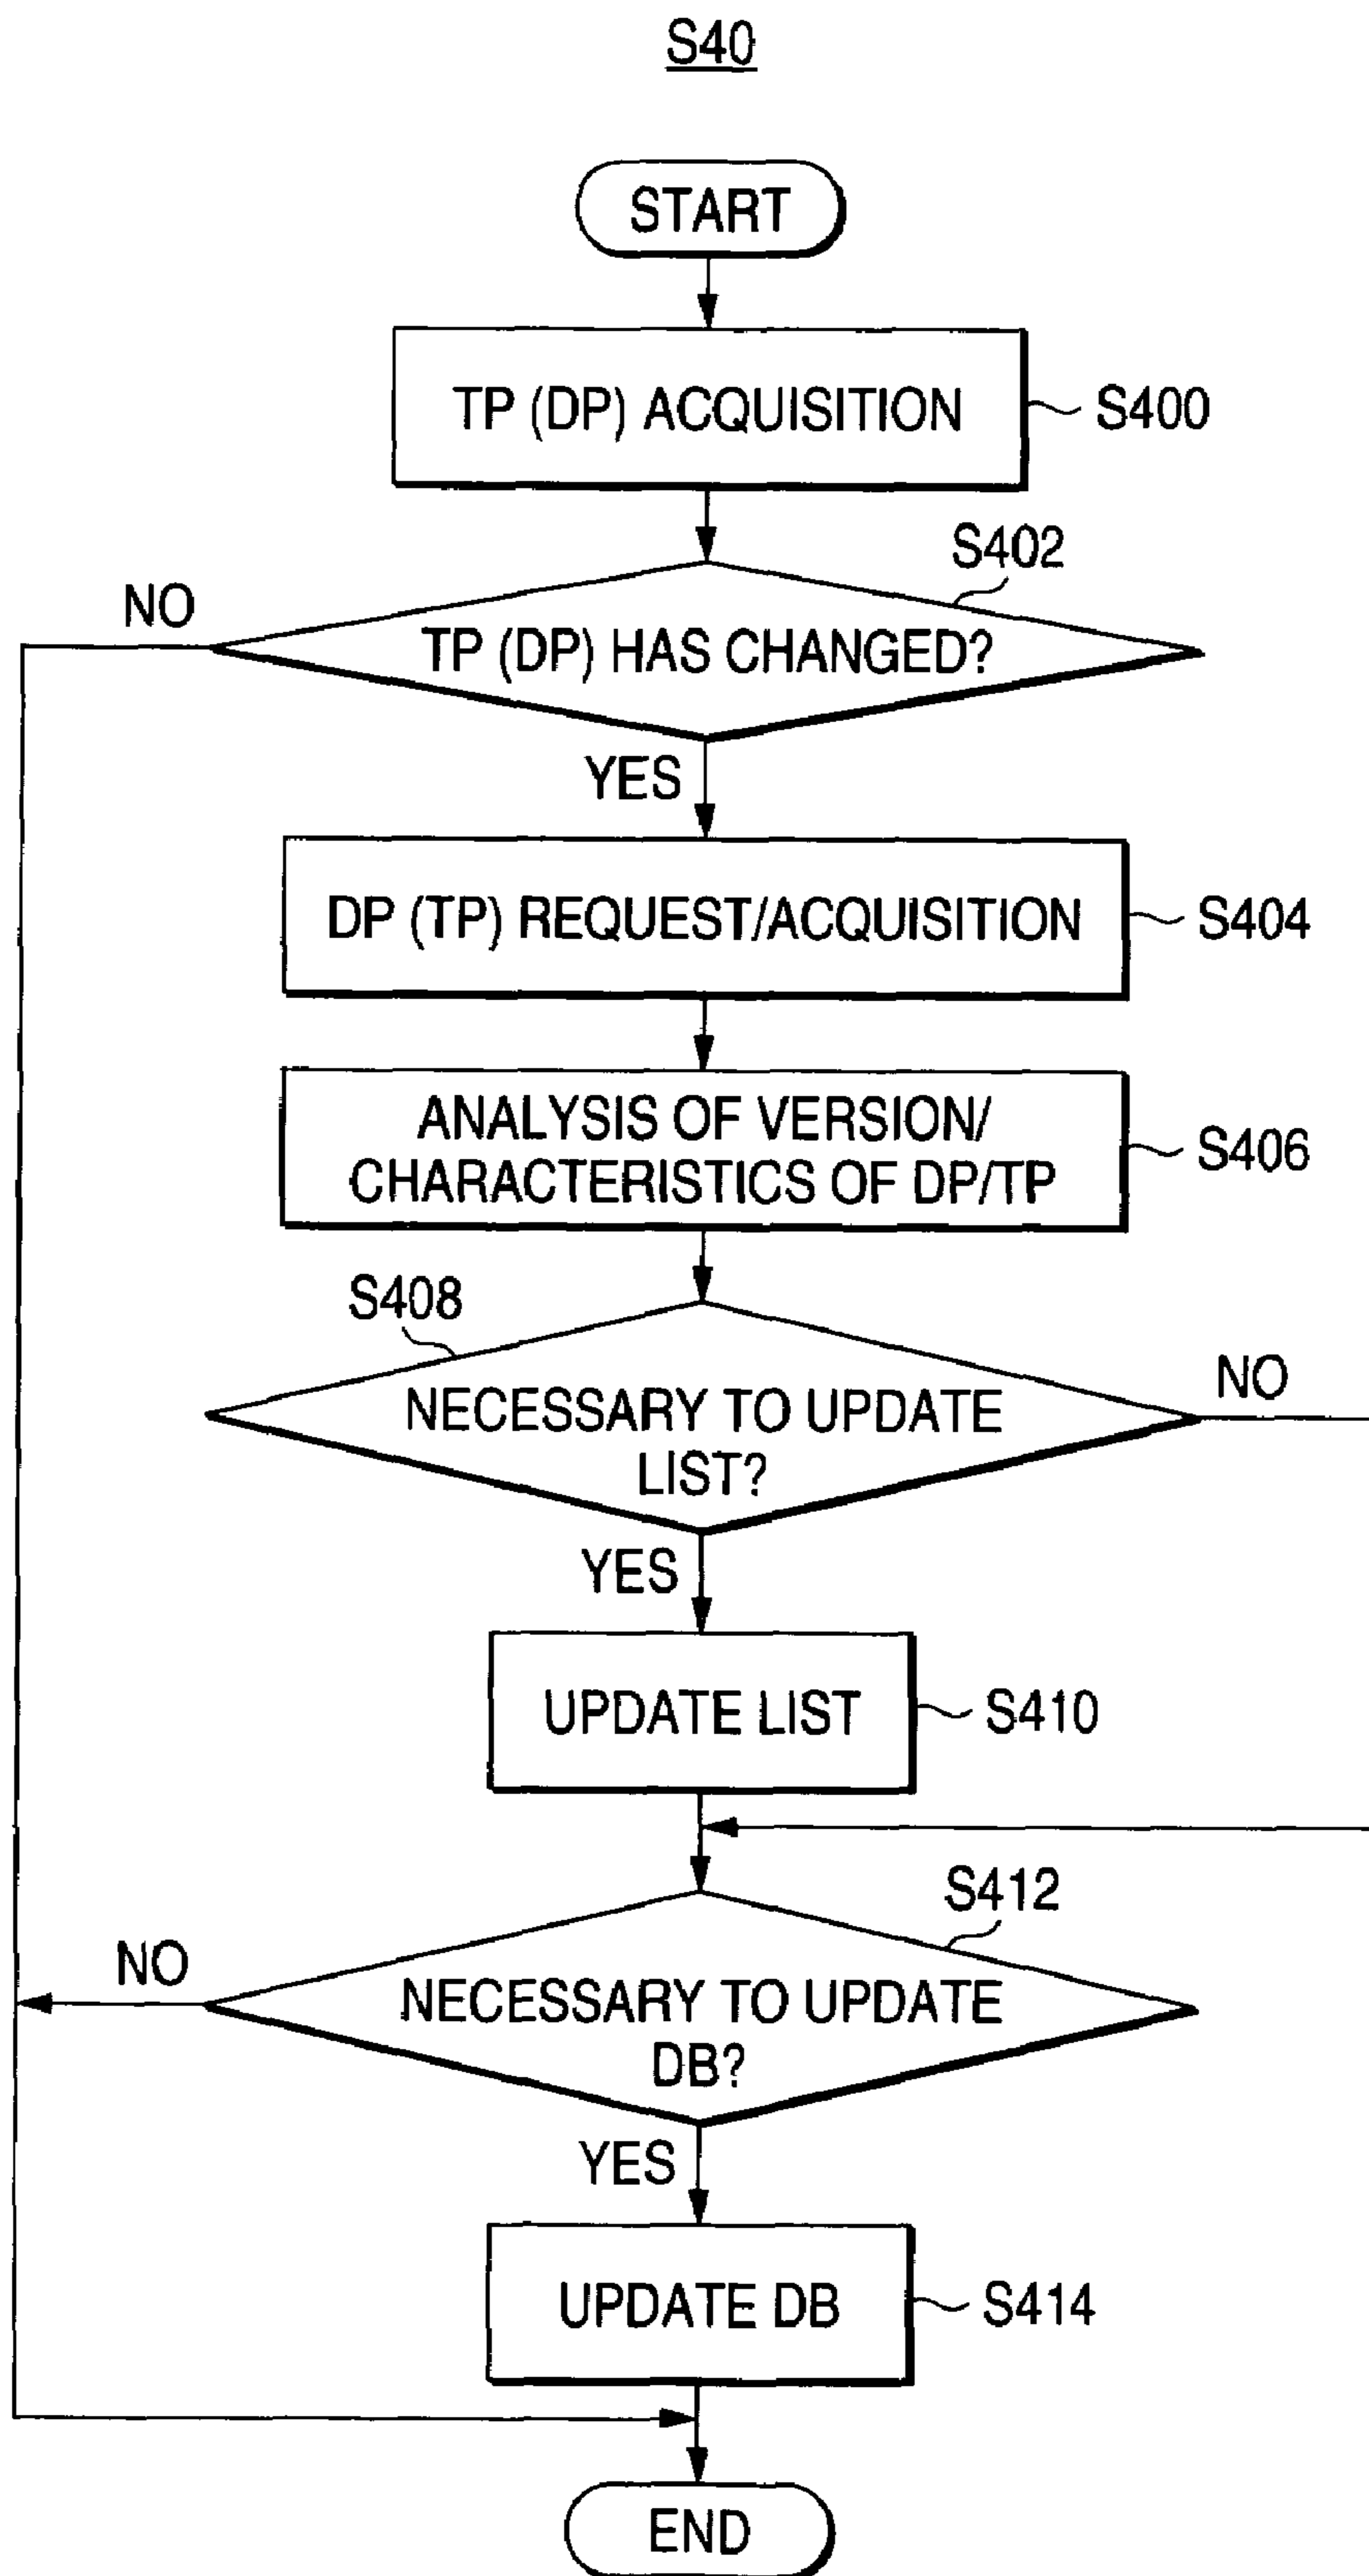 S40
START
TP (DP) ACQUISITION
S400
S402
NO
TP (DP) HAS CHANGED?
YES
DP (TP) REQUEST/ACQUISITION
S404
ANALYSIS OF VERSION/
CHARACTERISTICS OF DP/TP
S406
S408
NO
NECESSARY TO UPDATE
LIST?
YES
UPDATE LIST
S410
S412
NO
NECESSARY TO UPDATE
DB?
YES
UPDATE DB
S414
END